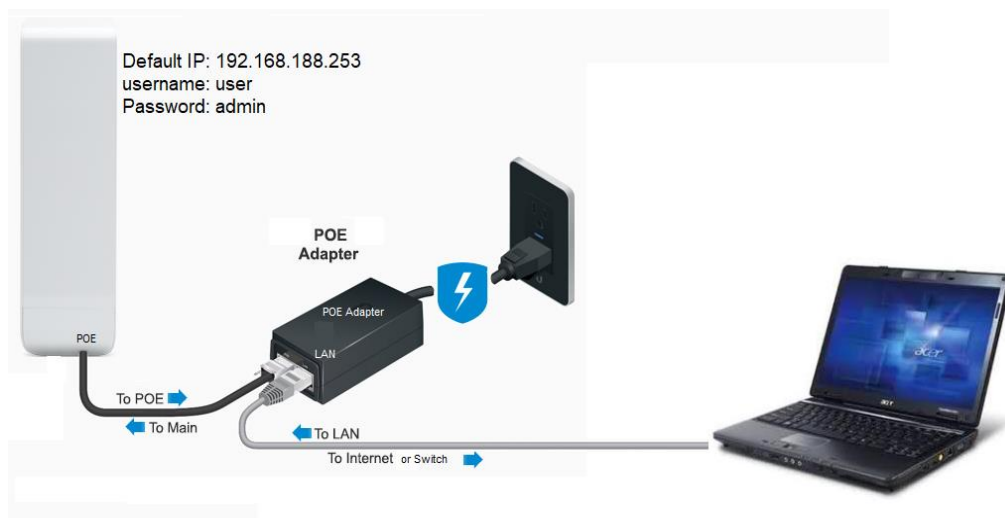 Default IP: 192.168.188.253
username: user
Password: admin
POE
Adapter
POE Adapter
LAN
POE
To POE
To Main
To LAN
To Internet or Switch
acer
acer